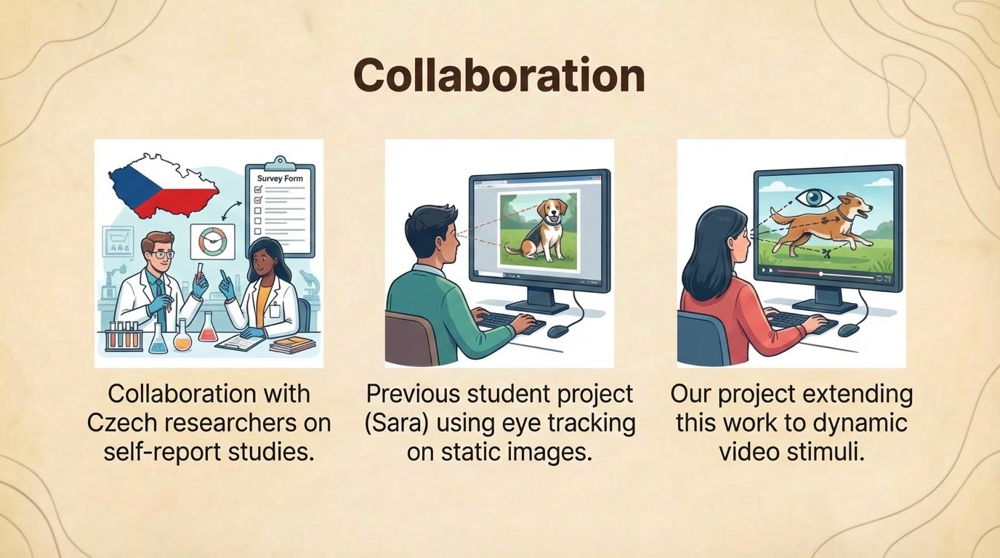 Collaboration
Survey Form
Collaboration with
Czech researchers on
self-report studies.
Previous student project
(Sara) using eye tracking
on static images.
Our project extending
this work to dynamic
video stimuli.